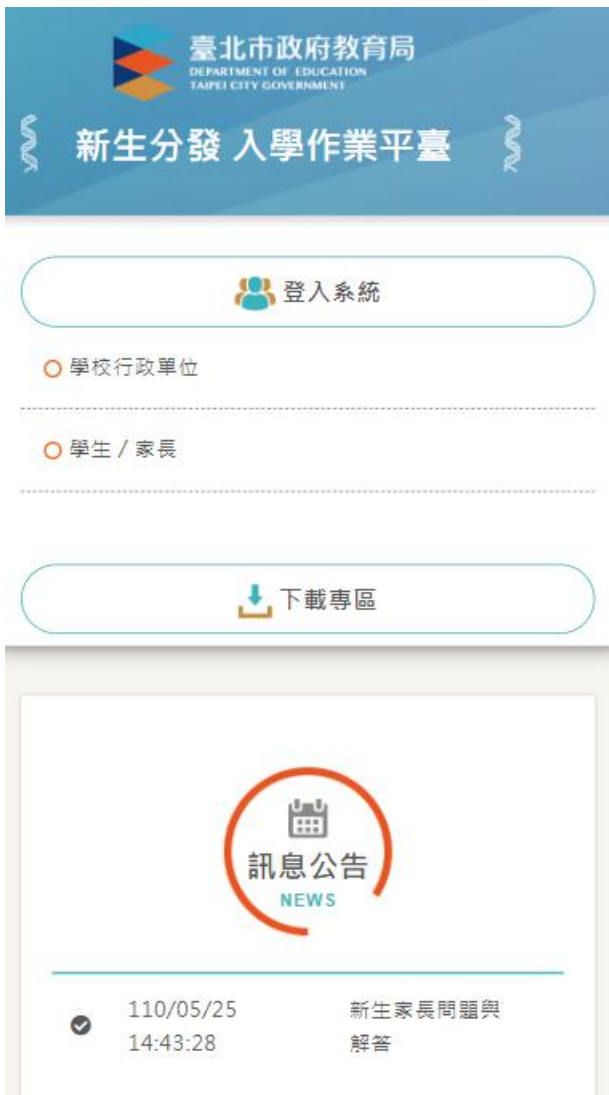 臺北市政府教育局
DEPARTMENT OF EDUCATION
TAIPEI CITY GOVERNMENT
新生分發 入學作業平臺
登入系統
學校行政單位
學生 / 家長
下載專區
訊息公告
NEWS
110/05/25 新生家長問題與
14:43:28 解答